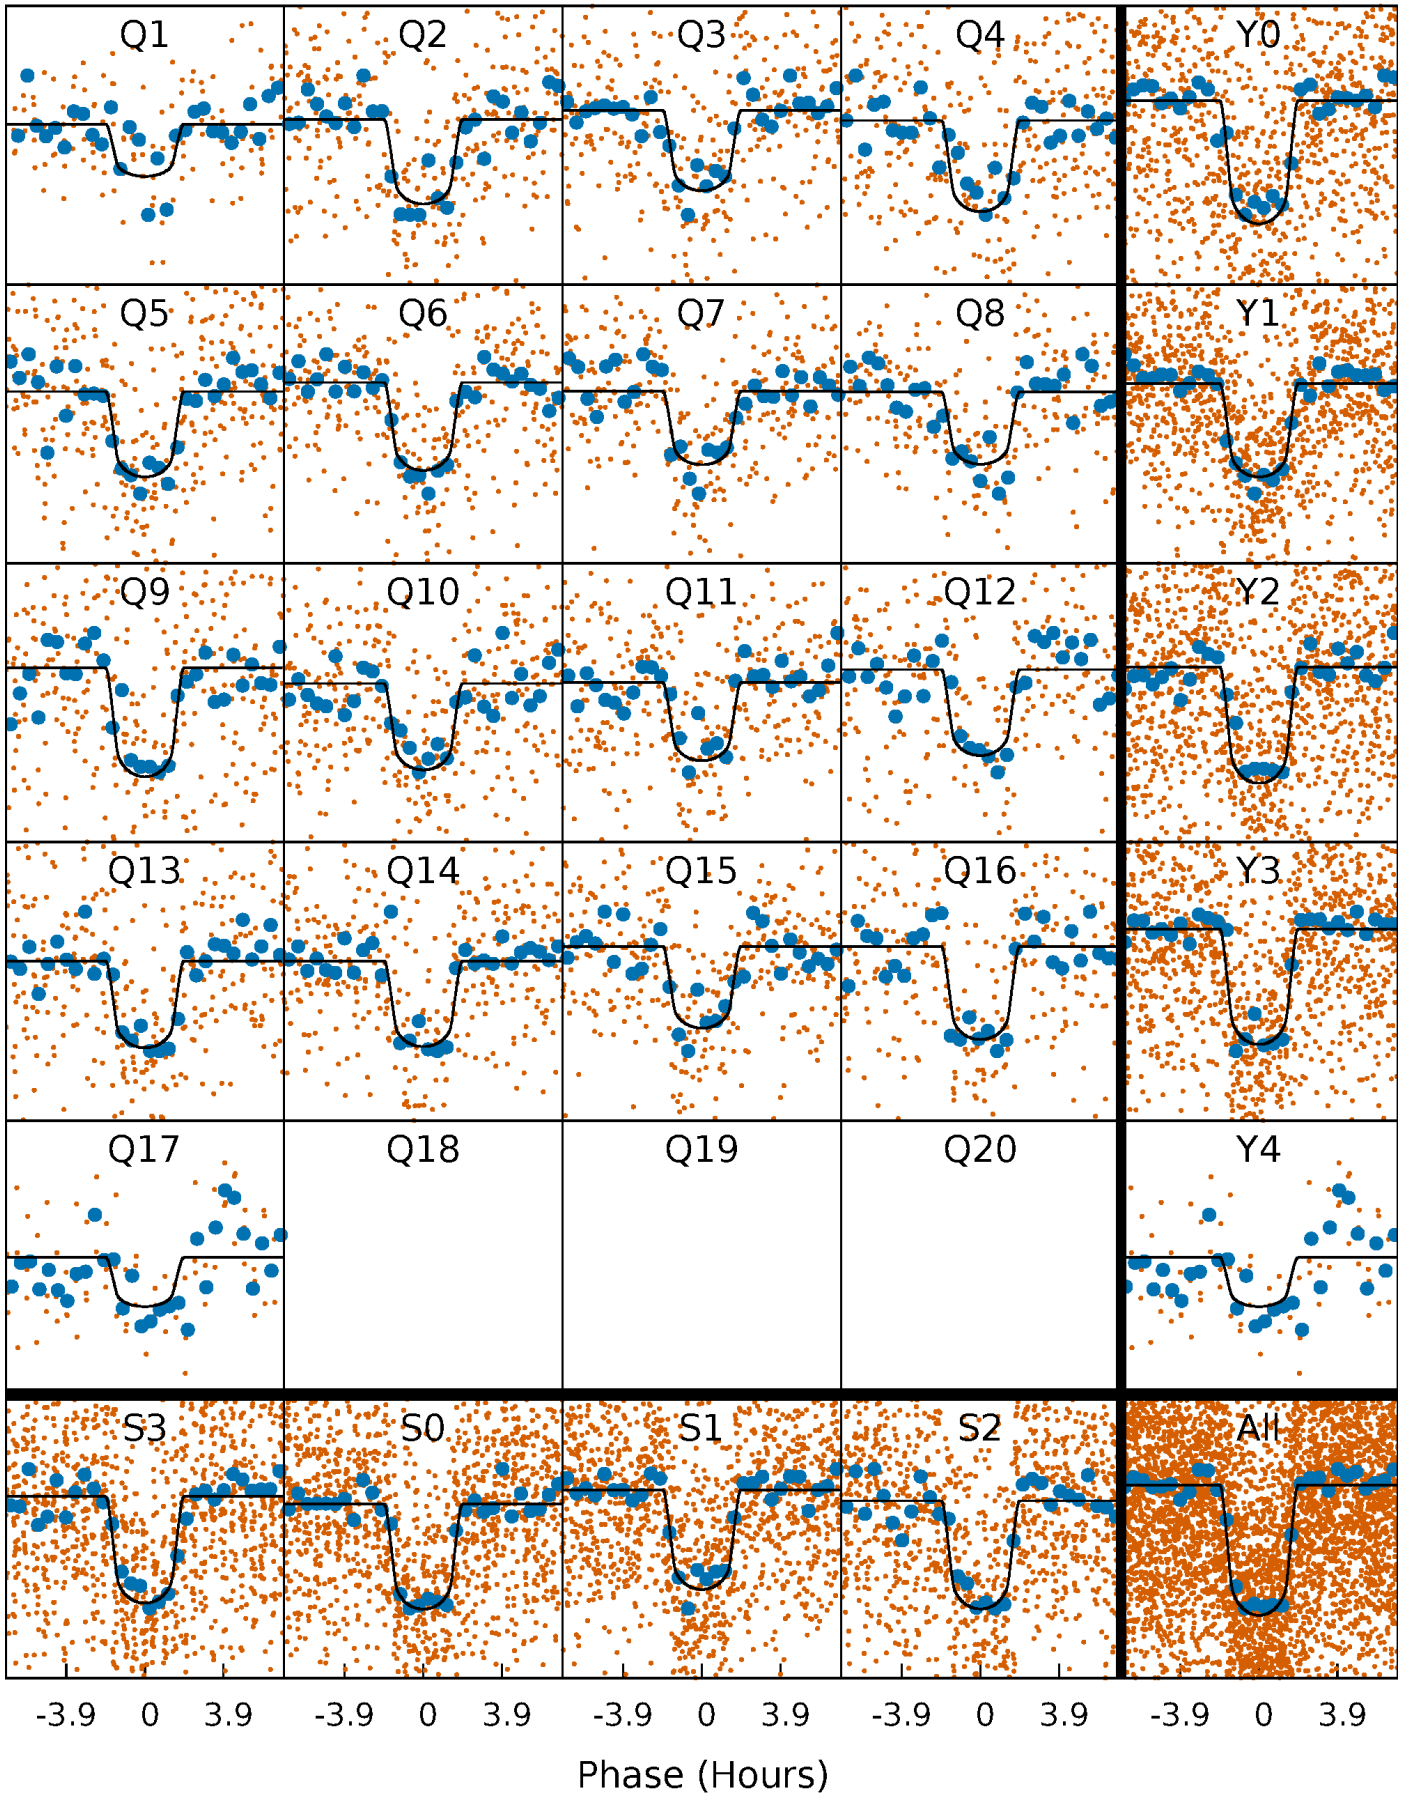 Q1 Q2 Q3 Q4 Y0
Q5 Q6 Q7 Q8 Y1
Q9 Q10 Q11 Q12 Y2
Q13 Q14 Q15 Q16 Y3
Q17 Q18 Q19 Q20 Y4
S3 S0 S1 S2 All
-3.9 0 3.9 -3.9 0 3.9 -3.9 0 3.9 -3.9 0 3.9 -3.9 0 3.9
Phase (Hours)